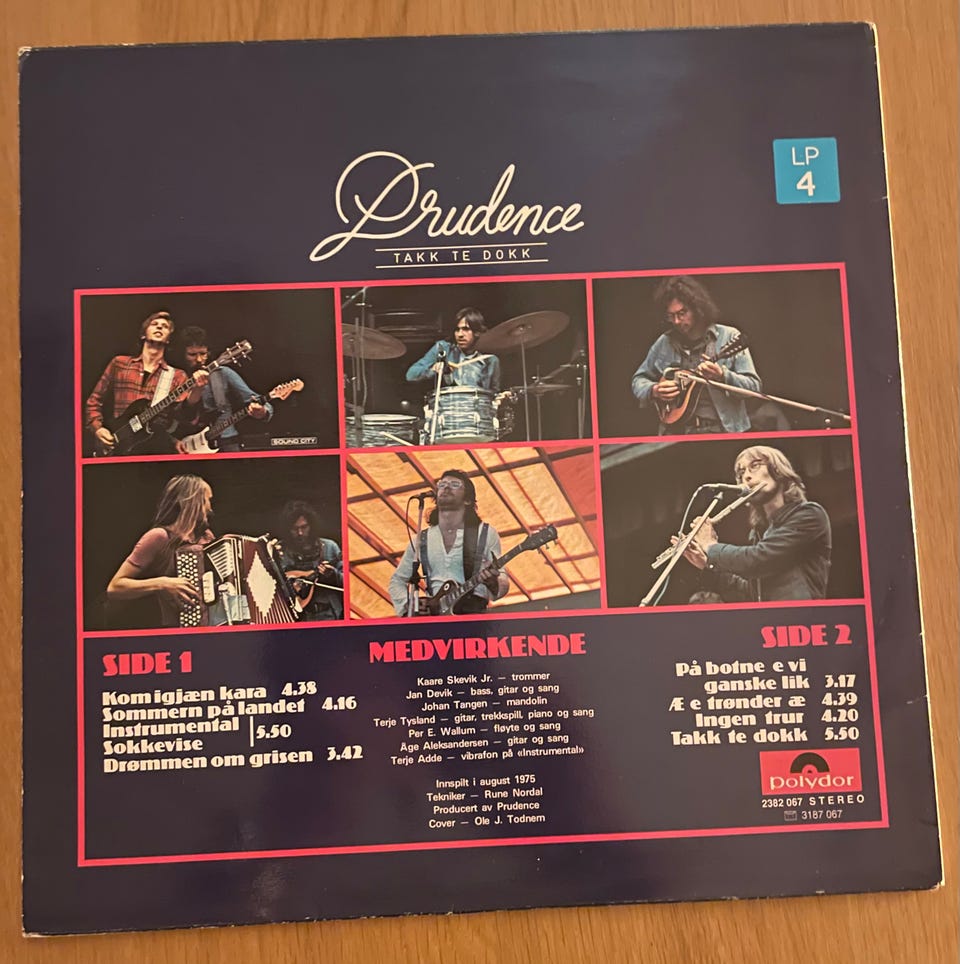 LP
4
Prudence
TAKK TE DOKK
SOUND CITY
SIDE 1
Kom igjæn kara 4.38
Sommern på landet 4.16
Instrumental
Sokkevise 5.50
Drømmen om grisen 3.42
MEDVIRKENDE
Kaare Skevik Jr. – trommer
Jan Devik – bass, gitar og sang
Johan Tangen – mandolin
Terje Tysland – gitar, trekkspill, piano og sang
Per E. Wallum – fløyte og sang
Åge Aleksandersen – gitar og sang
Terje Adde – vibrafon på «Instrumental»
Innspilt i august 1975
Tekniker – Rune Nordal
Producert av Prudence
Cover – Ole J. Todnem
SIDE 2
På botne e vi
ganske lik 3.17
Æ e trønder æ 4.39
Ingen trur 4.20
Takk te dokk 5.50
polydor
2382 067 STEREO
3187 067